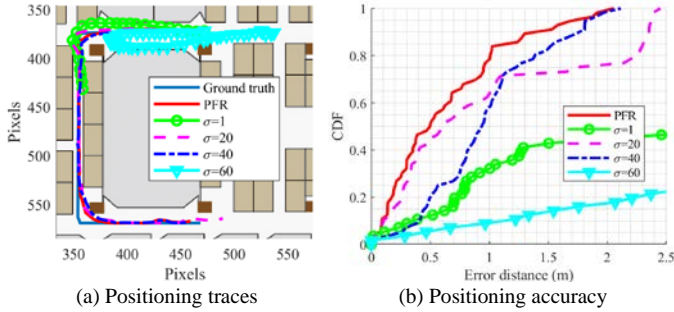 350
400
450
500
550
Pixels
350 400 450 500 550
Pixels
Ground truth
PFR
σ=1
σ=20
σ=40
σ=60
(a) Positioning traces
1
0.8
0.6
0.4
0.2
0
CDF
0 0.5 1 1.5 2 2.5
Error distance (m)
PFR
σ=1
σ=20
σ=40
σ=60
(b) Positioning accuracy